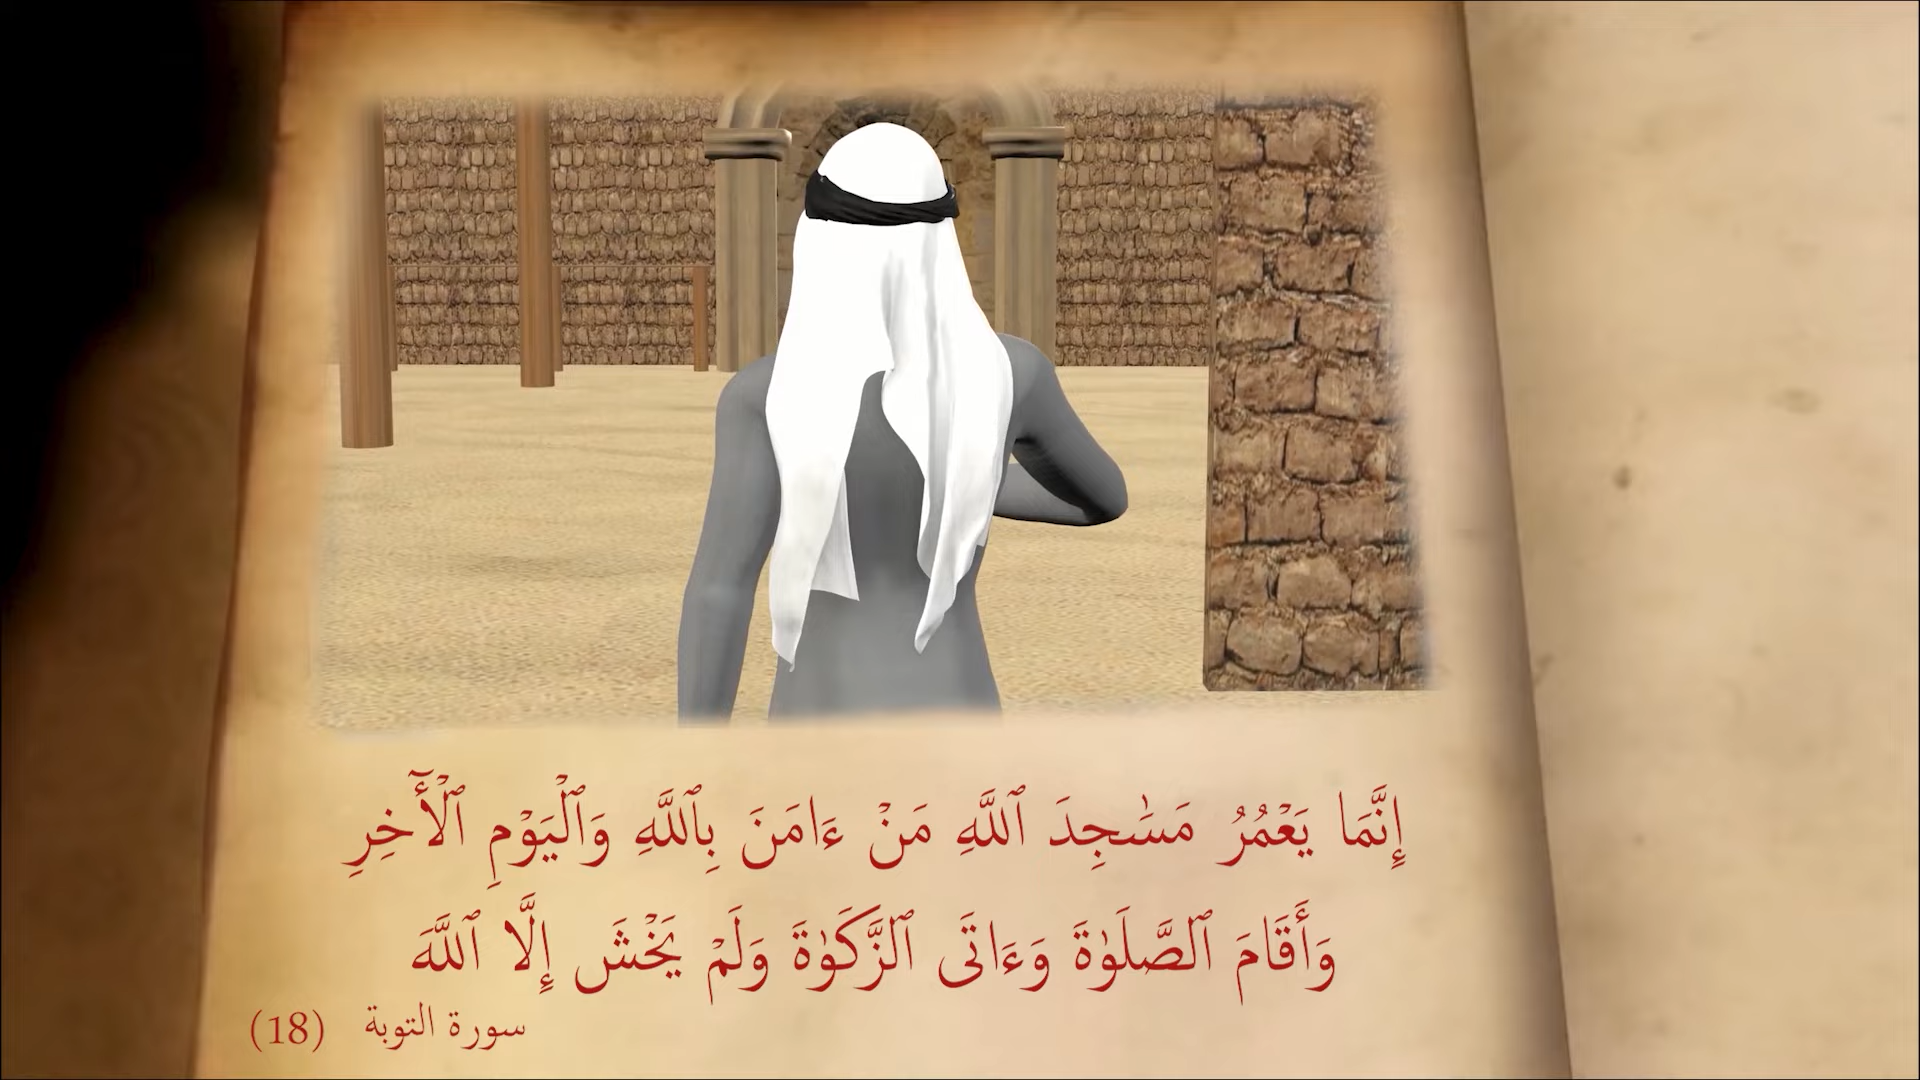 إِنَّمَا يَعْمُرُ مَسَٰجِدَ ٱللَّهِ مَنْ ءَامَنَ بِٱللَّهِ وَٱلْيَوْمِ ٱلْأَٓخِرِ
وَأَقَامَ ٱلصَّلَوٰةَ وَءَاتَى ٱلزَّكَوٰةَ وَلَمْ يَخْشَ إِلَّا ٱللَّهَ
سورة التوبة (18)